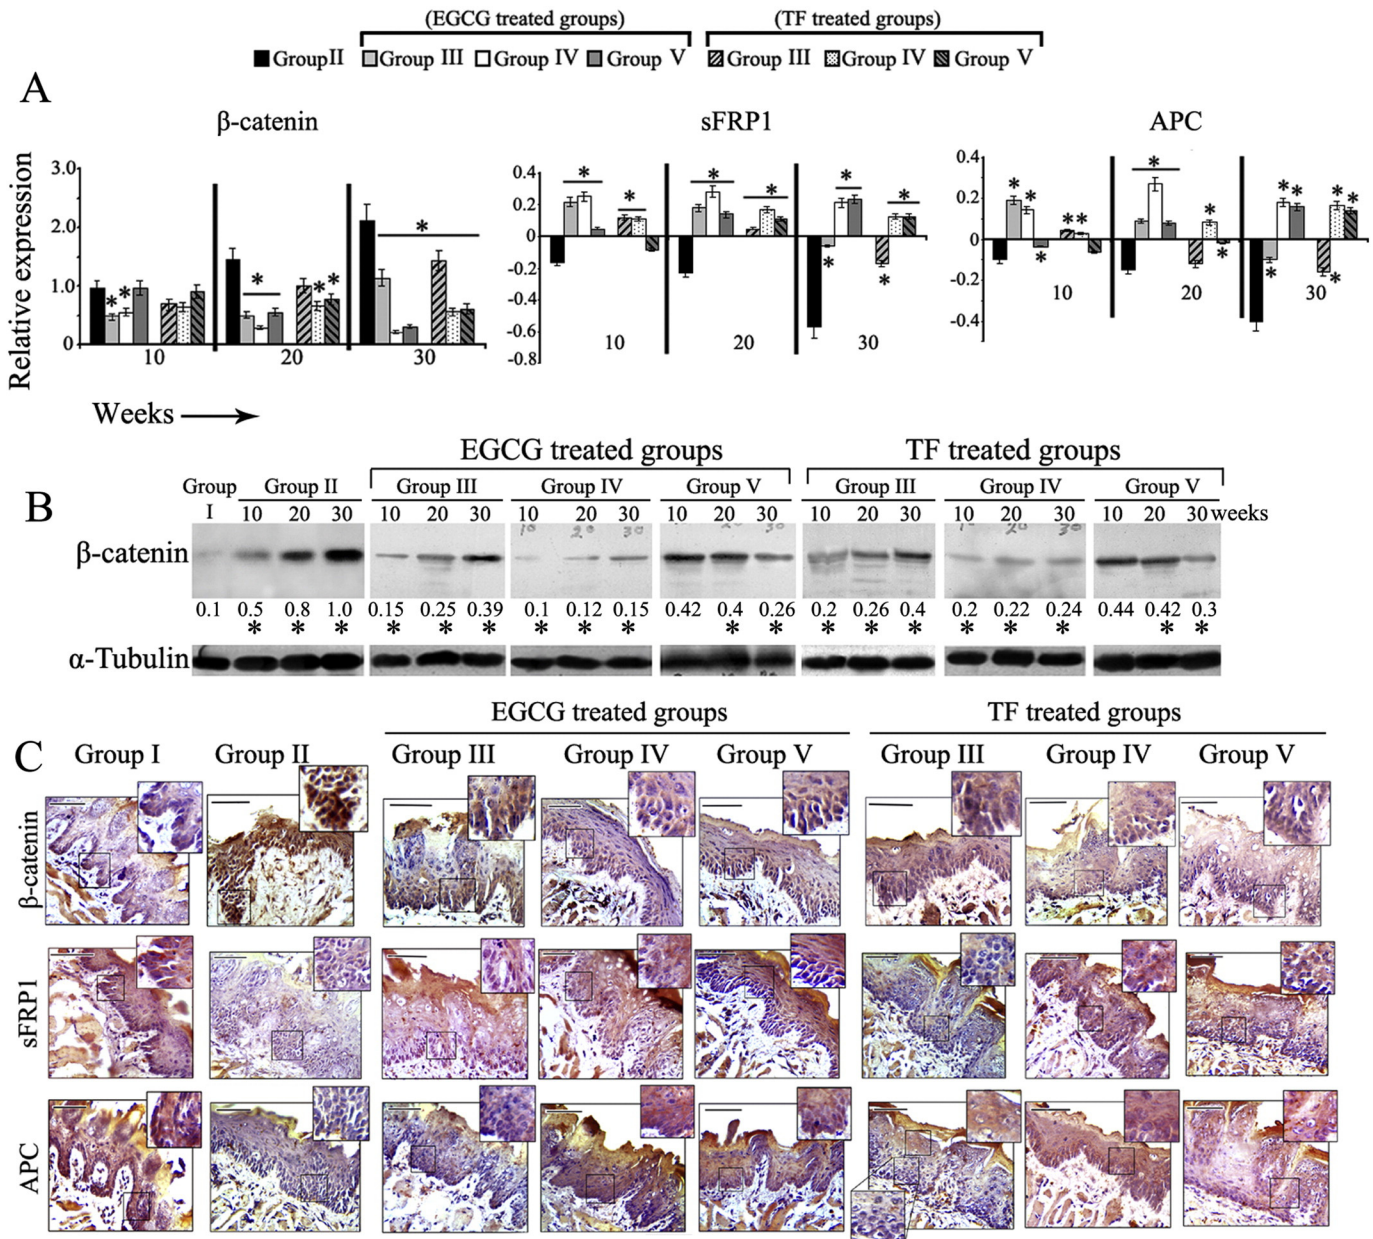 (EGCG treated groups) (TF treated groups)
Group II Group III Group IV Group V Group III Group IV Group V
A
β-catenin sFRP1 APC
Relative expression
3.0 2.0 1.0 0
* * * * * * *
10 20 30
0.4 0.2 0 -0.2 -0.4 -0.6 -0.8
* * * * * * * *
10 20 30
0.4 0.2 0 -0.2 -0.4
* * * * * * * * * * * * * *
10 20 30
Weeks
EGCG treated groups TF treated groups
B
Group I Group II Group III Group IV Group V Group III Group IV Group V
10 20 30 10 20 30 10 20 30 10 20 30 10 20 30 10 20 30 10 20 30 weeks
10 20 30 20 10 20 30
β-catenin
0.1 0.5 0.8 1.0 0.15 0.25 0.39 0.1 0.12 0.15 0.42 0.4 0.26 0.2 0.26 0.4 0.2 0.22 0.24 0.44 0.42 0.3
* * * * * * * * * * * * * * * * * * *
α-Tubulin
EGCG treated groups TF treated groups
C
Group I Group II Group III Group IV Group V Group III Group IV Group V
β-catenin
sFRP1
APC